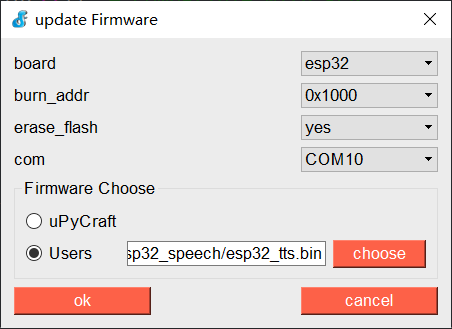 update Firmware
board esp32
burn_addr 0x1000
erase_flash yes
com COM10
Firmware Choose
uPyCraft
Users sp32_speech/esp32_tts.bin choose
ok cancel